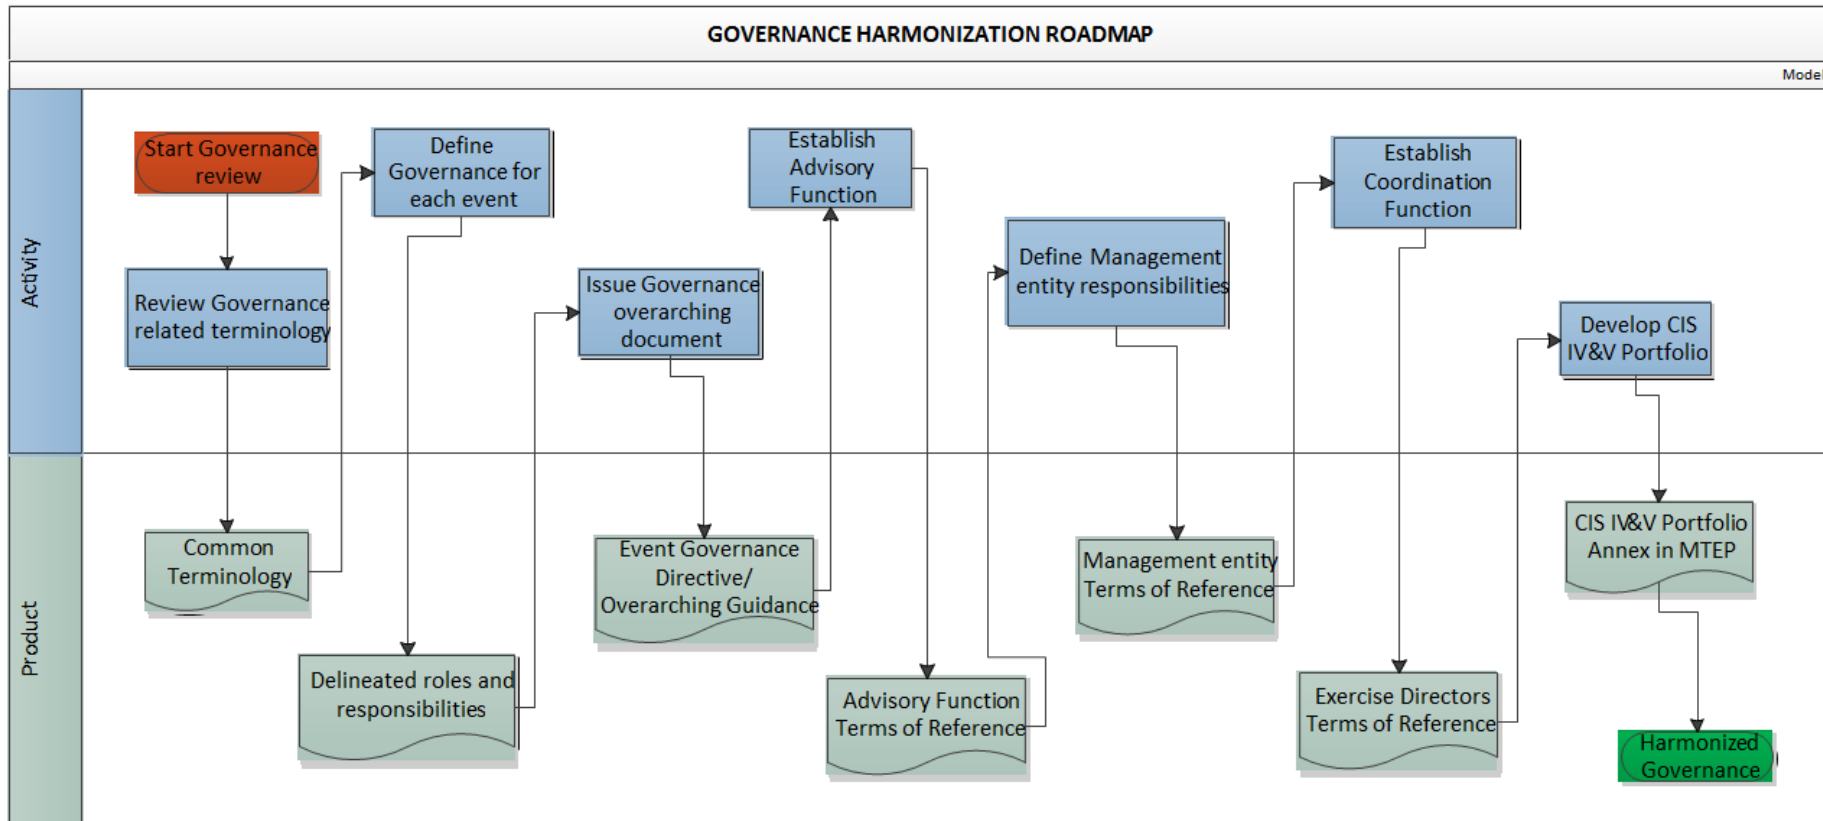 GOVERNANCE HARMONIZATION ROADMAP
Model
Activity
Start Governance
review
Review Governance
related terminology
Define
Governance for
each event
Issue Governance
overarching
document
Establish
Advisory
Function
Define Management
entity responsibilities
Establish
Coordination
Function
Develop CIS
IV&V Portfolio
Product
Common
Terminology
Delineated roles and
responsibilities
Event Governance
Directive/
Overarching Guidance
Advisory Function
Terms of Reference
Management entity
Terms of Reference
Exercise Directors
Terms of Reference
CIS IV&V Portfolio
Annex in MTEP
Harmonized
Governance